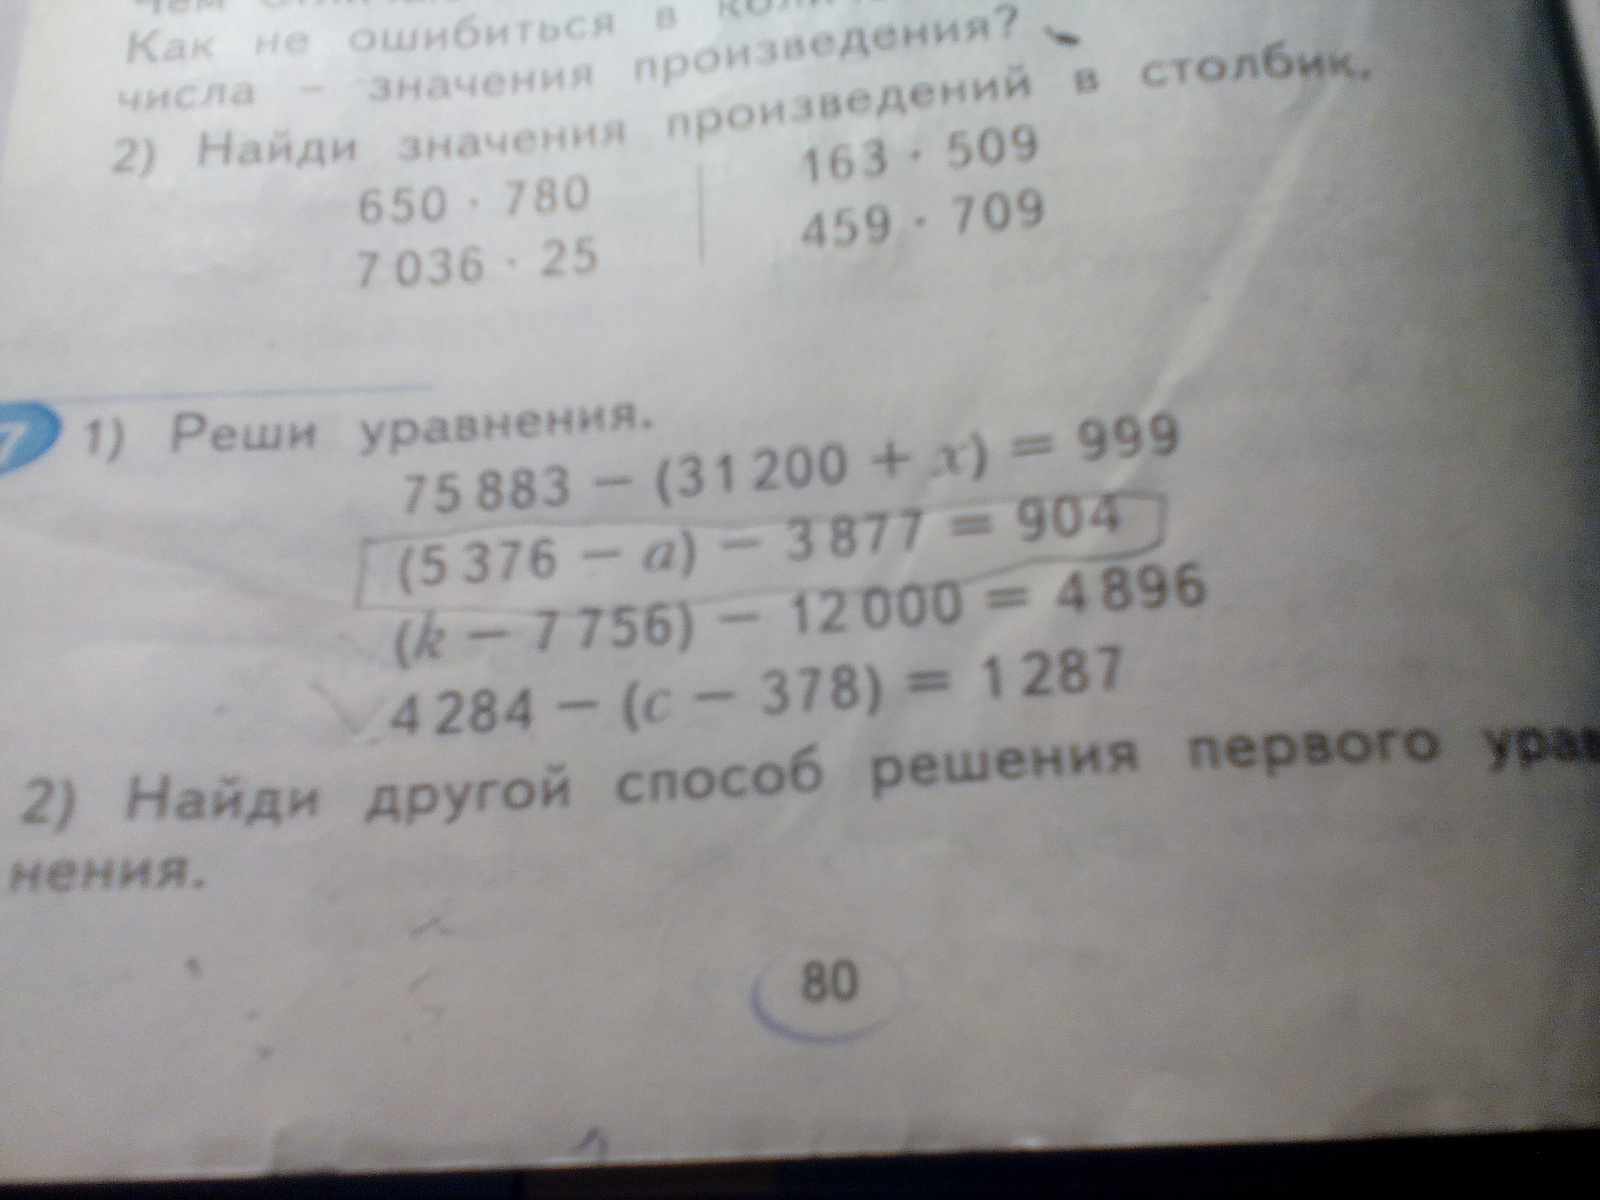 Как не ошибиться в
числа – значения произведения?
2) Найди значения произведений в столбик.
650 · 780 163 · 509
7 036 · 25 459 · 709
7 1) Реши уравнения.
75 883 – (31 200 + x) = 999
(5 376 – a) – 3 877 = 904
(k – 7 756) – 12 000 = 4 896
4 284 – (c – 378) = 1 287
2) Найди другой способ решения первого урав
нения.
80